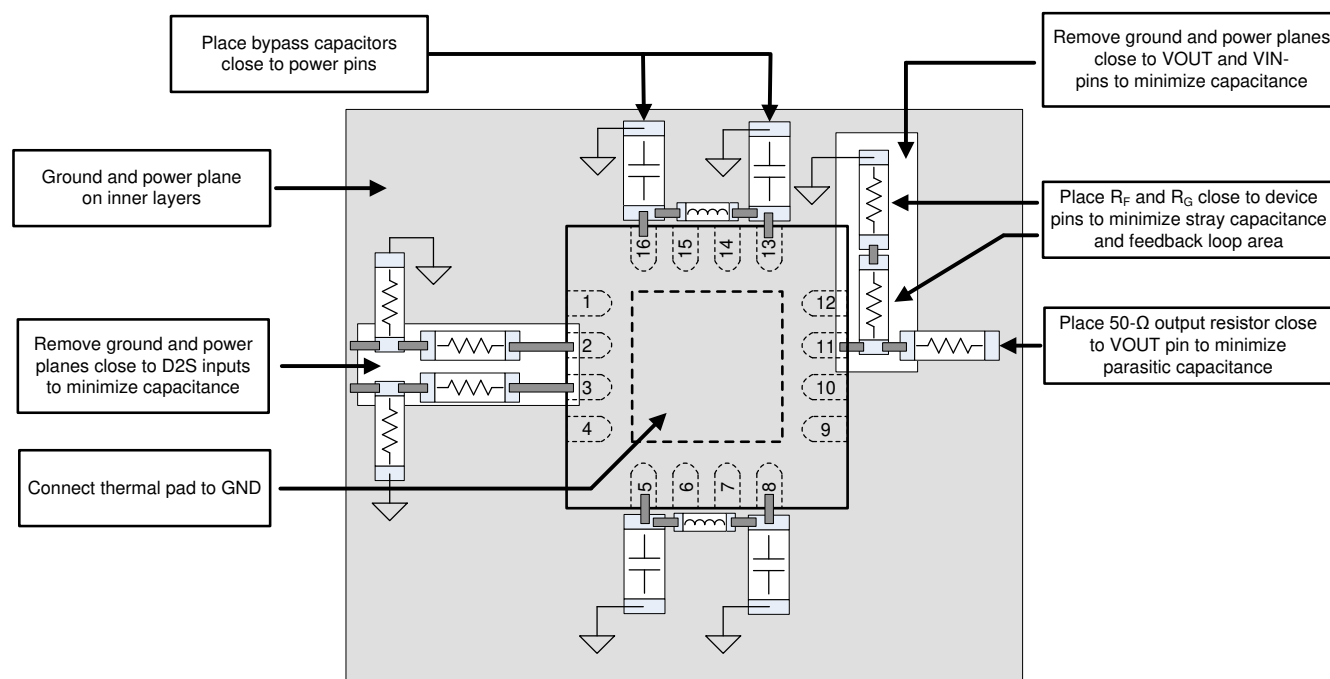 Place bypass capacitors
close to power pins
Remove ground and power planes
close to VOUT and VIN-
pins to minimize capacitance
Ground and power plane
on inner layers
Place RF and RG close to device
pins to minimize stray capacitance
and feedback loop area
Remove ground and power
planes close to D2S inputs
to minimize capacitance
Place 50-Ω output resistor close
to VOUT pin to minimize
parasitic capacitance
Connect thermal pad to GND
16
15
14
13
1
2
3
4
12
11
10
9
5
6
7
8